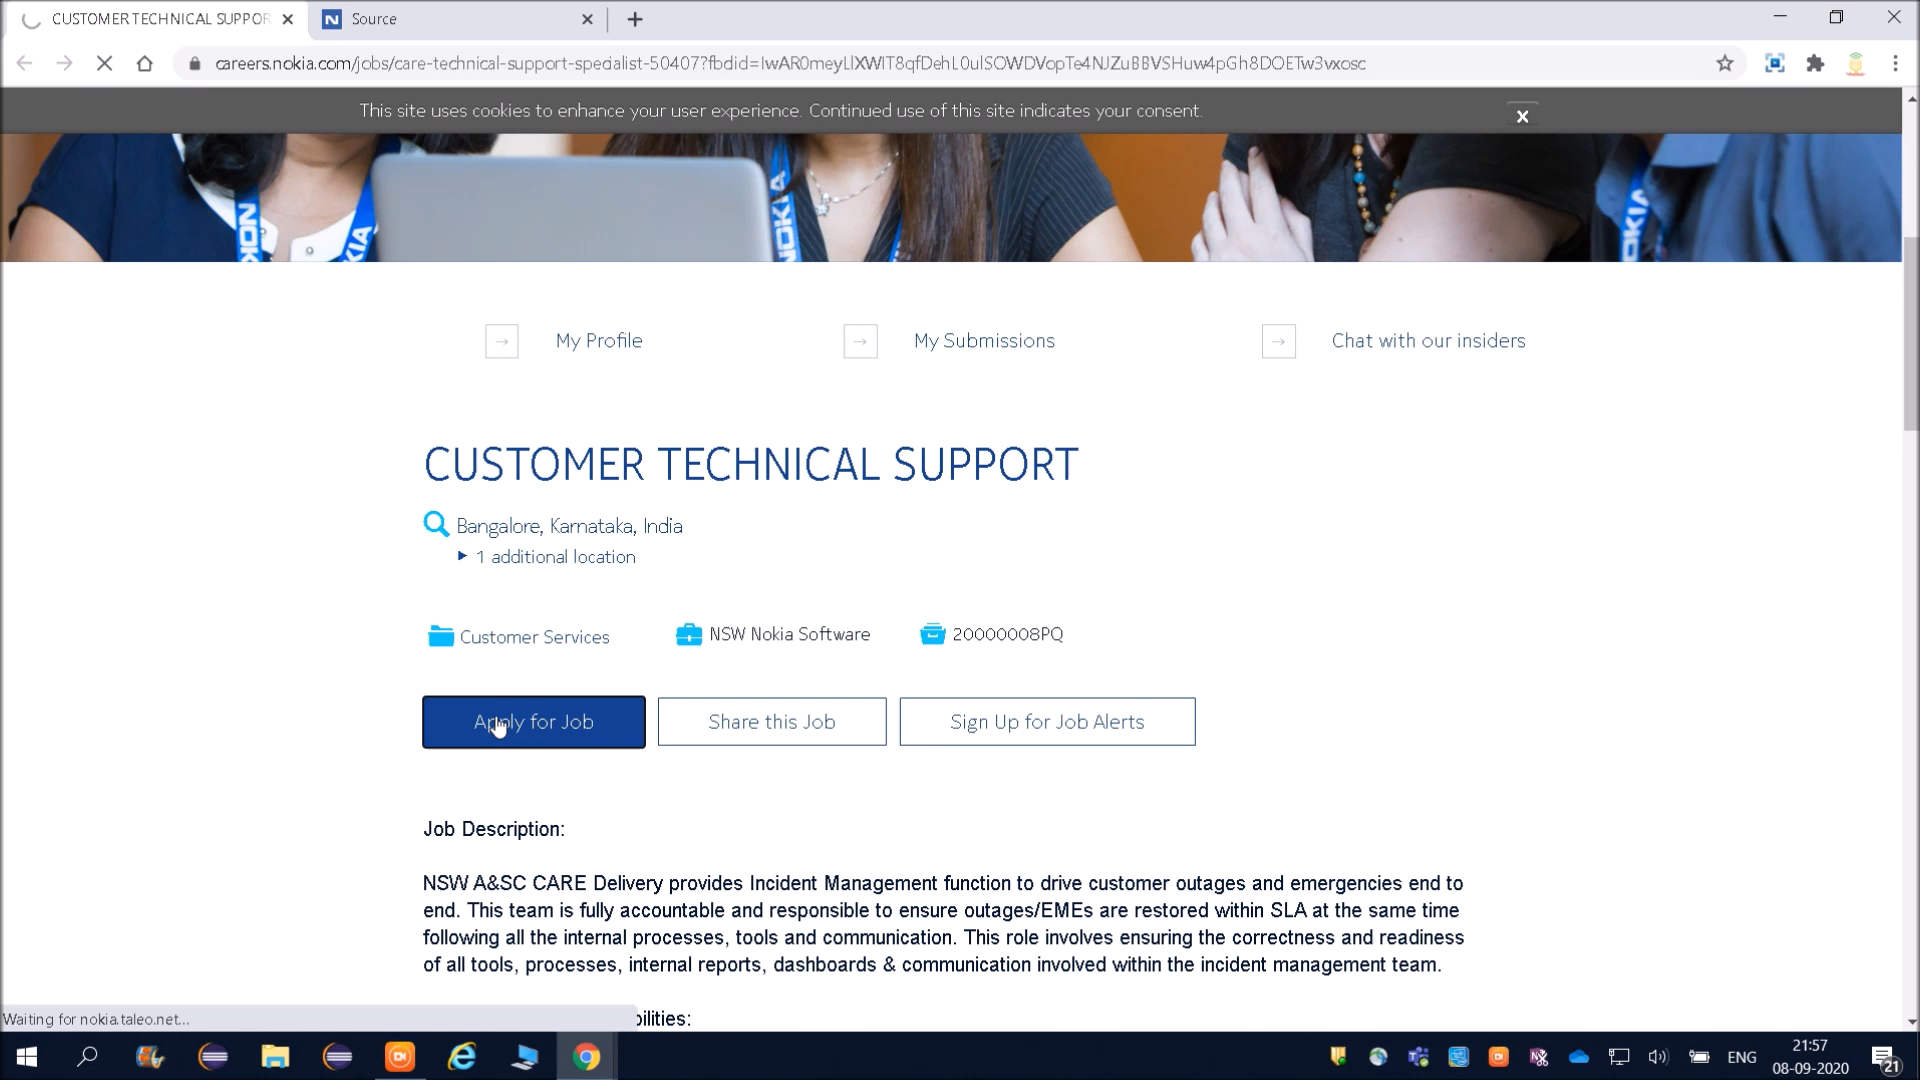 CUSTOMER TECHNICAL SUPPOR
Source
careers.nokia.com/jobs/care-technical-support-specialist-50407?fbdid=IwAR0meyLlXWIT8qfDehL0ulSOWDVopTe4NJZuBBVSHuw4pGh8DOETw3vxosc
This site uses cookies to enhance your user experience. Continued use of this site indicates your consent.
x
NOKIA
My Profile
My Submissions
Chat with our insiders
CUSTOMER TECHNICAL SUPPORT
Bangalore, Karnataka, India
1 additional location
Customer Services
NSW Nokia Software
20000008PQ
Apply for Job
Share this Job
Sign Up for Job Alerts
Job Description:
NSW A&SC CARE Delivery provides Incident Management function to drive customer outages and emergencies end to
end. This team is fully accountable and responsible to ensure outages/EMEs are restored within SLA at the same time
following all the internal processes, tools and communication. This role involves ensuring the correctness and readiness
of all tools, processes, internal reports, dashboards & communication involved within the incident management team.
bilities:
Waiting for nokia.taleo.net...
ENG
21:57
08-09-2020
21